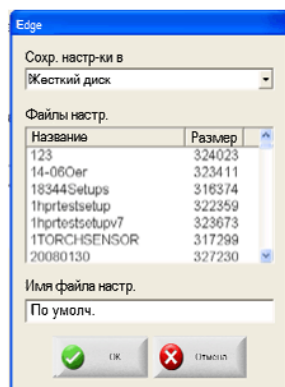 Edge
Сохр. настр-ки в
Жесткий диск
Файлы настр.
Название Размер
123 324023
14-06Oer 323411
18344Setups 316374
1hprtestsetup 322359
1hprtestsetupv7 323673
1TORCHSENSOR 317299
20080130 327230
Имя файла настр.
По умолч.
ОК Отмена